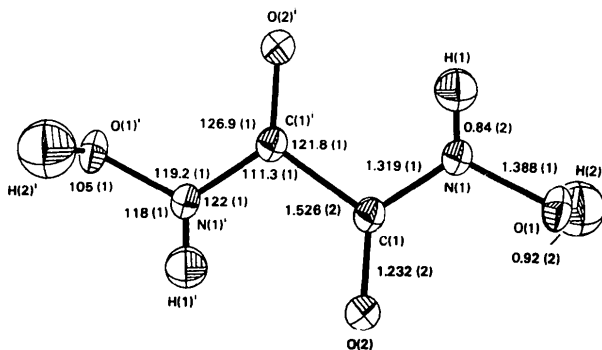 O(2)'
H(1)
O(1)'
126.9 (1)
C(1)'
121.8 (1)
0.84 (2)
119.2 (1)
111.3 (1)
1.319 (1)
N(1)
1.388 (1)
H(2)
H(2)'
105 (1)
122 (1)
118 (1)
N(1)'
1.526 (2)
C(1)
O(1)
0.92 (2)
1.232 (2)
H(1)'
O(2)